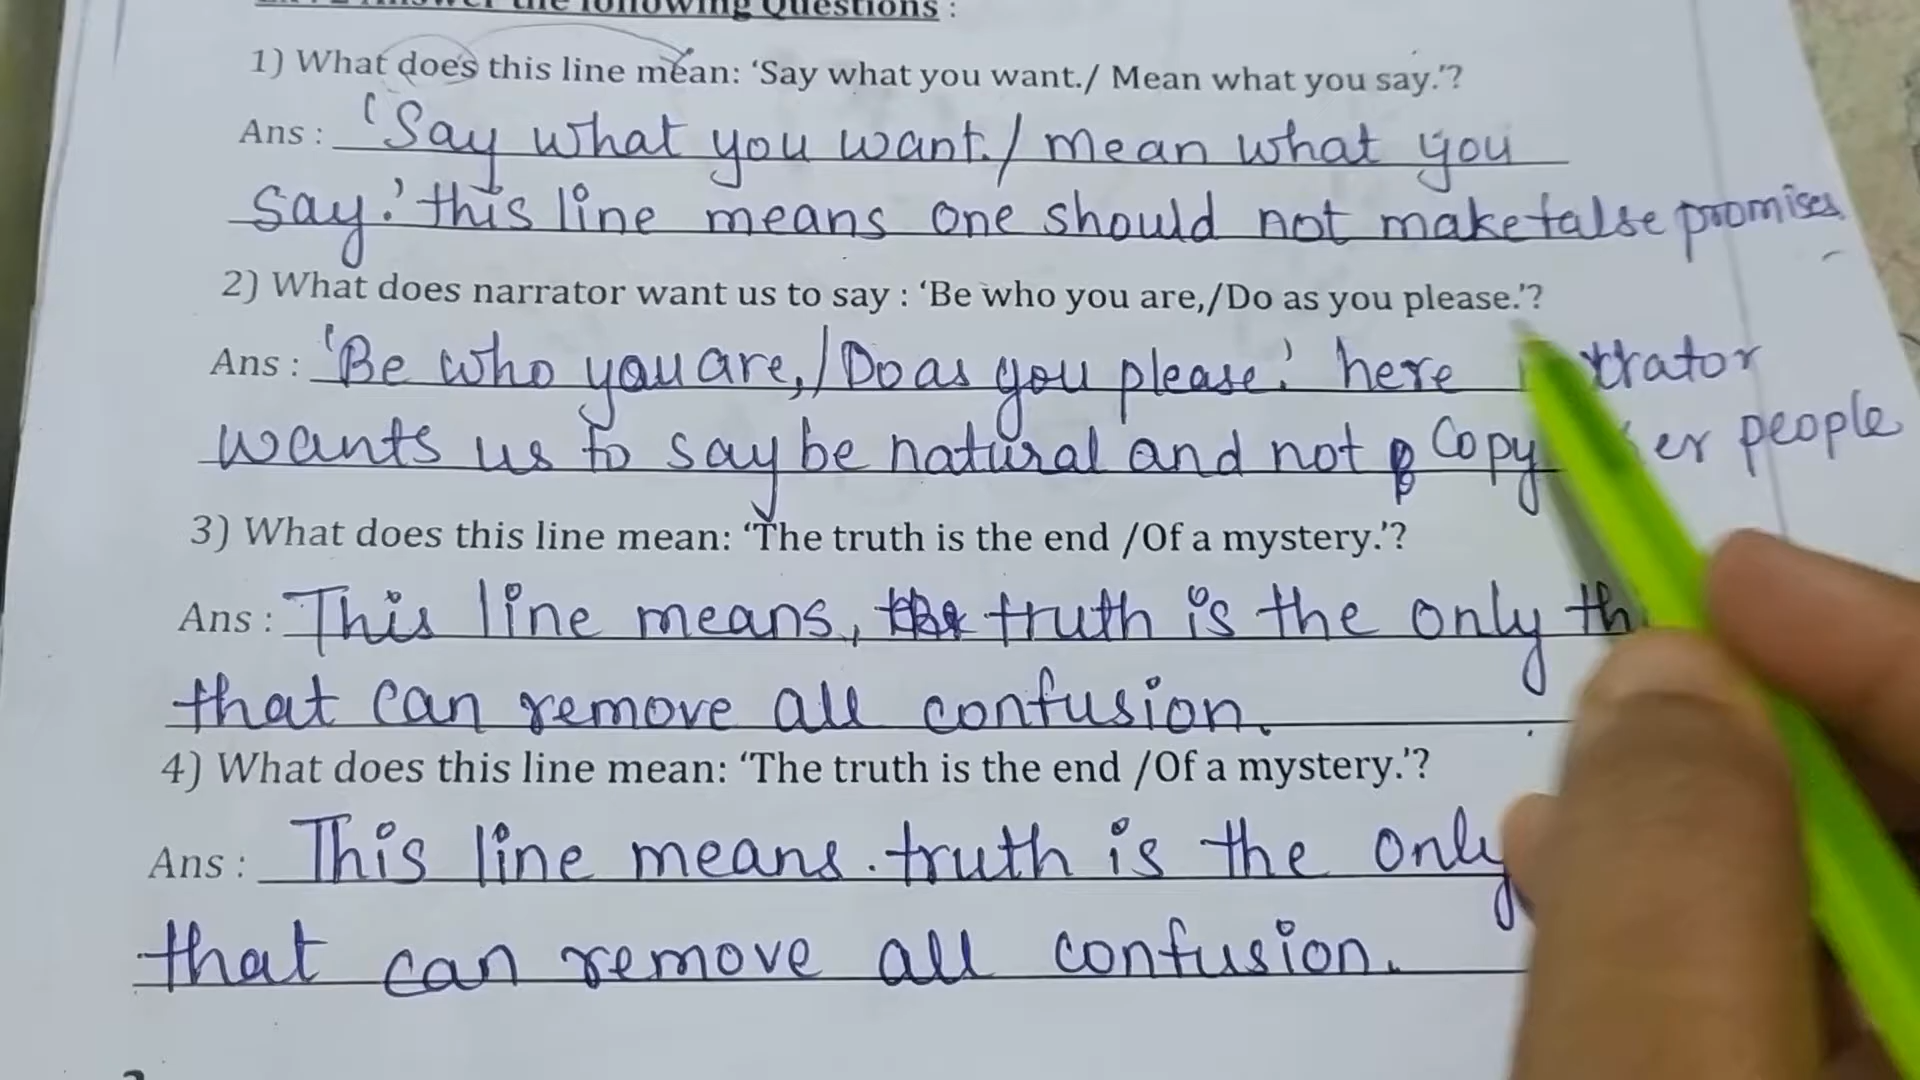 the following Questions :
1) What does this line mean: ‘Say what you want./ Mean what you say.’?
Ans : ‘Say what you want./ mean what you
say.’ this line means one should not make false promises.
2) What does narrator want us to say : ‘Be who you are,/Do as you please.’?
Ans : ‘Be who you are,/Do as you please.’ here
wants us to say be natural and not copy people
3) What does this line mean: ‘The truth is the end /Of a mystery.’?
Ans : This line means, truth is the only
that can remove all confusion.
4) What does this line mean: ‘The truth is the end /Of a mystery.’?
Ans : This line means. truth is the only
that can remove all confusion.